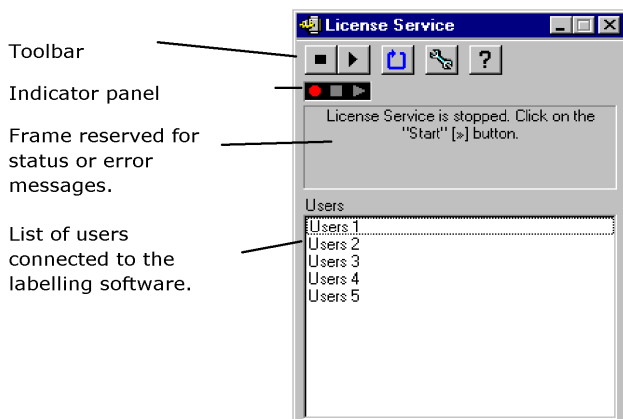 License Service
Toolbar
?
Indicator panel
License Service is stopped. Click on the
"Start" [»] button.
Frame reserved for
status or error
messages.
Users
Users 1
Users 2
Users 3
Users 4
Users 5
List of users
connected to the
labelling software.